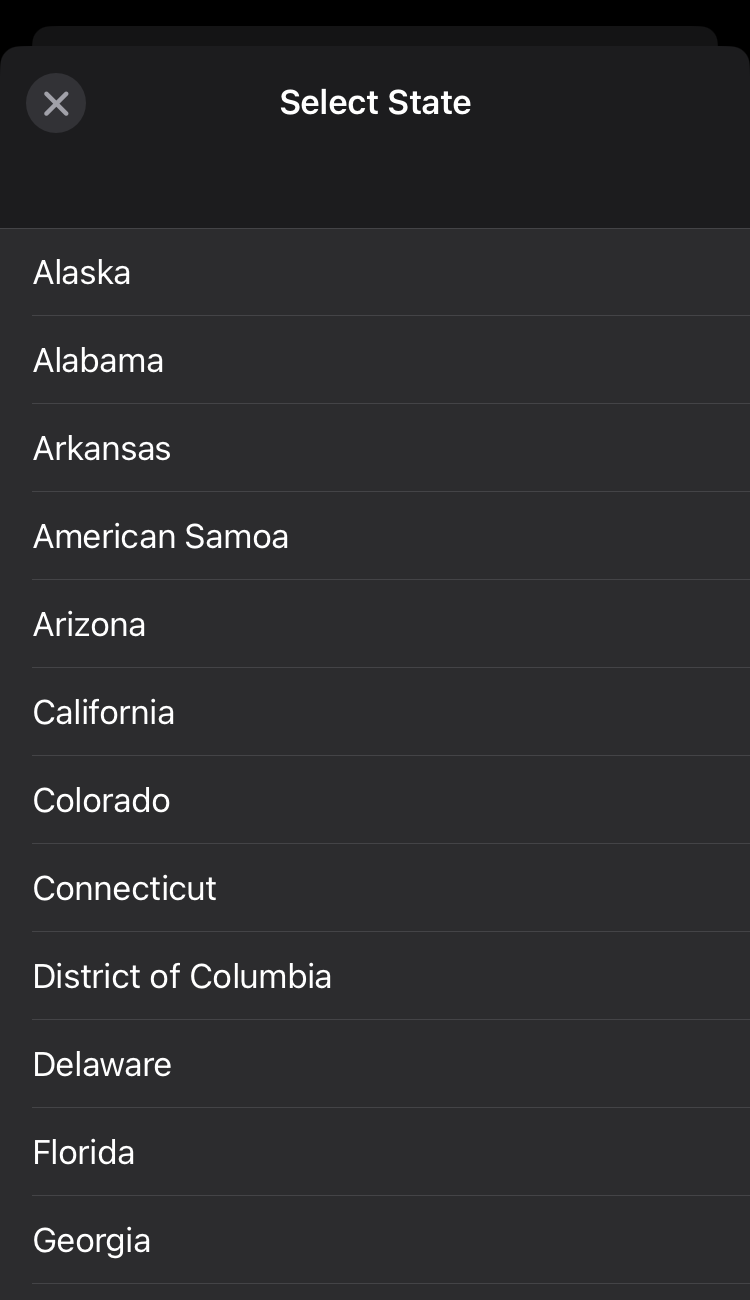 Select State
Alaska
Alabama
Arkansas
American Samoa
Arizona
California
Colorado
Connecticut
District of Columbia
Delaware
Florida
Georgia